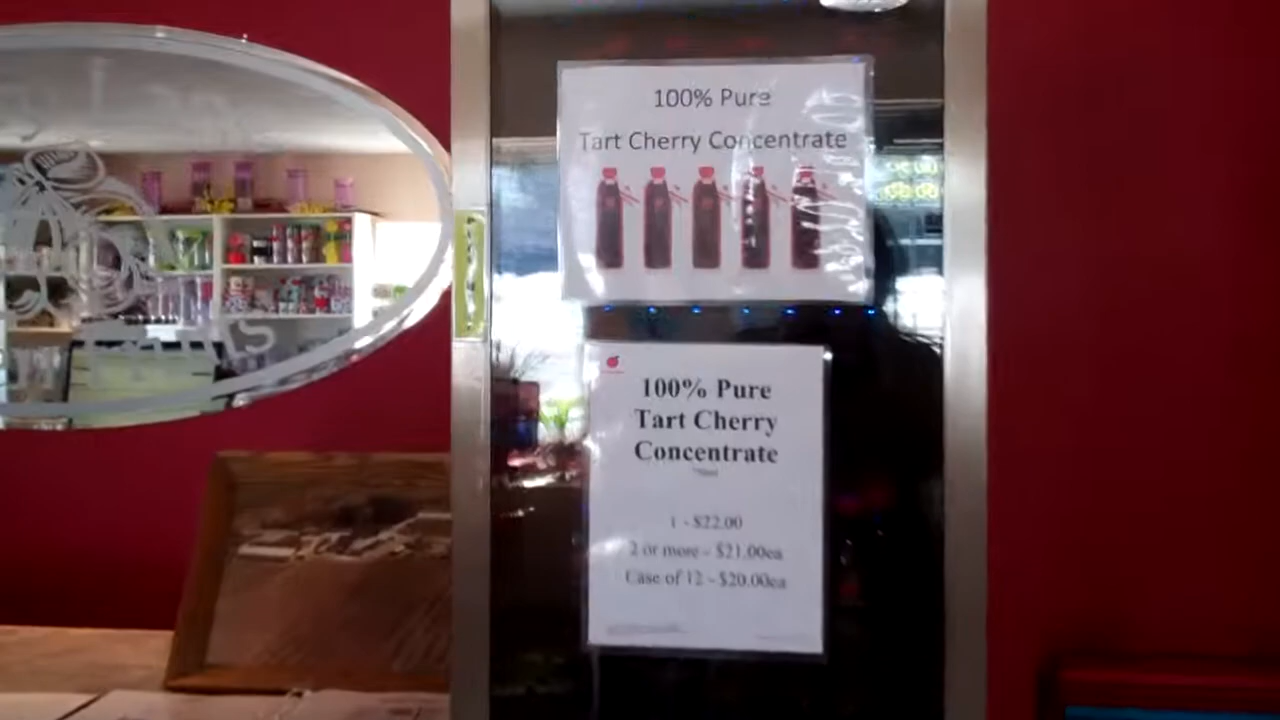 100% Pure
Tart Cherry Concentrate
100% Pure
Tart Cherry
Concentrate
1 - $22.00
2 or more - $21.00ea
Case of 12 - $20.00ea